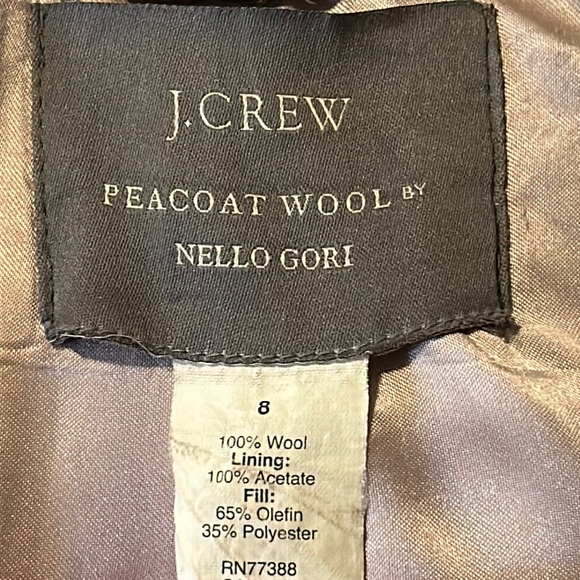 J.CREW
PEACOAT WOOL BY
NELLO GORI
8
100% Wool
Lining:
100% Acetate
Fill:
65% Olefin
35% Polyester
RN77388